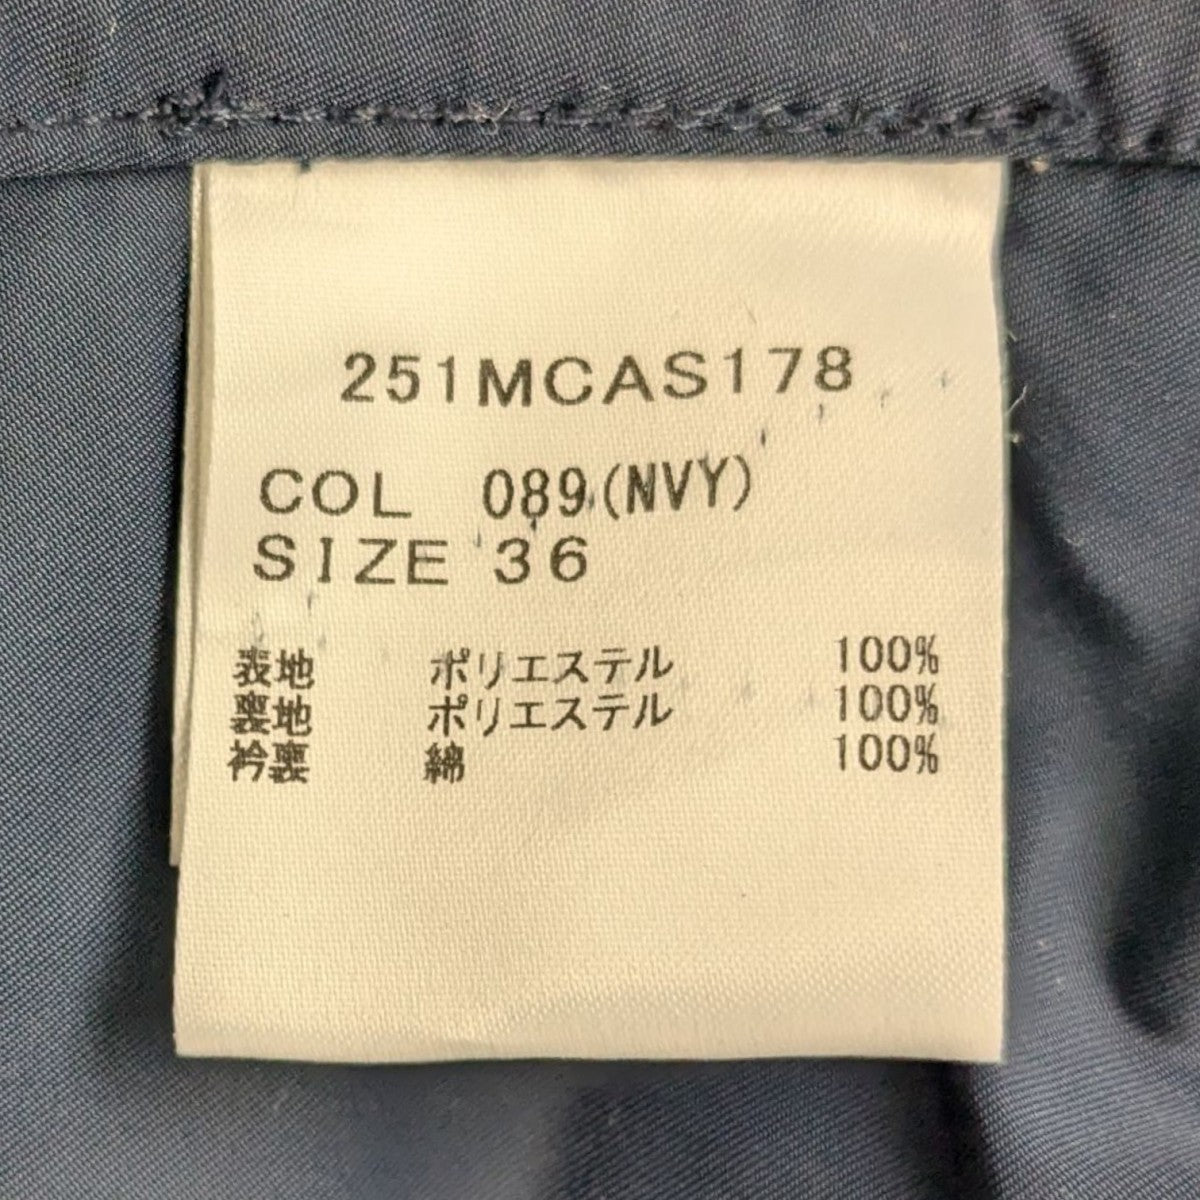 251MCAS178
COL 089(NVY)
SIZE 36
表地 ポリエステル 100%
裏地 ポリエステル 100%
衿裏 綿 100%